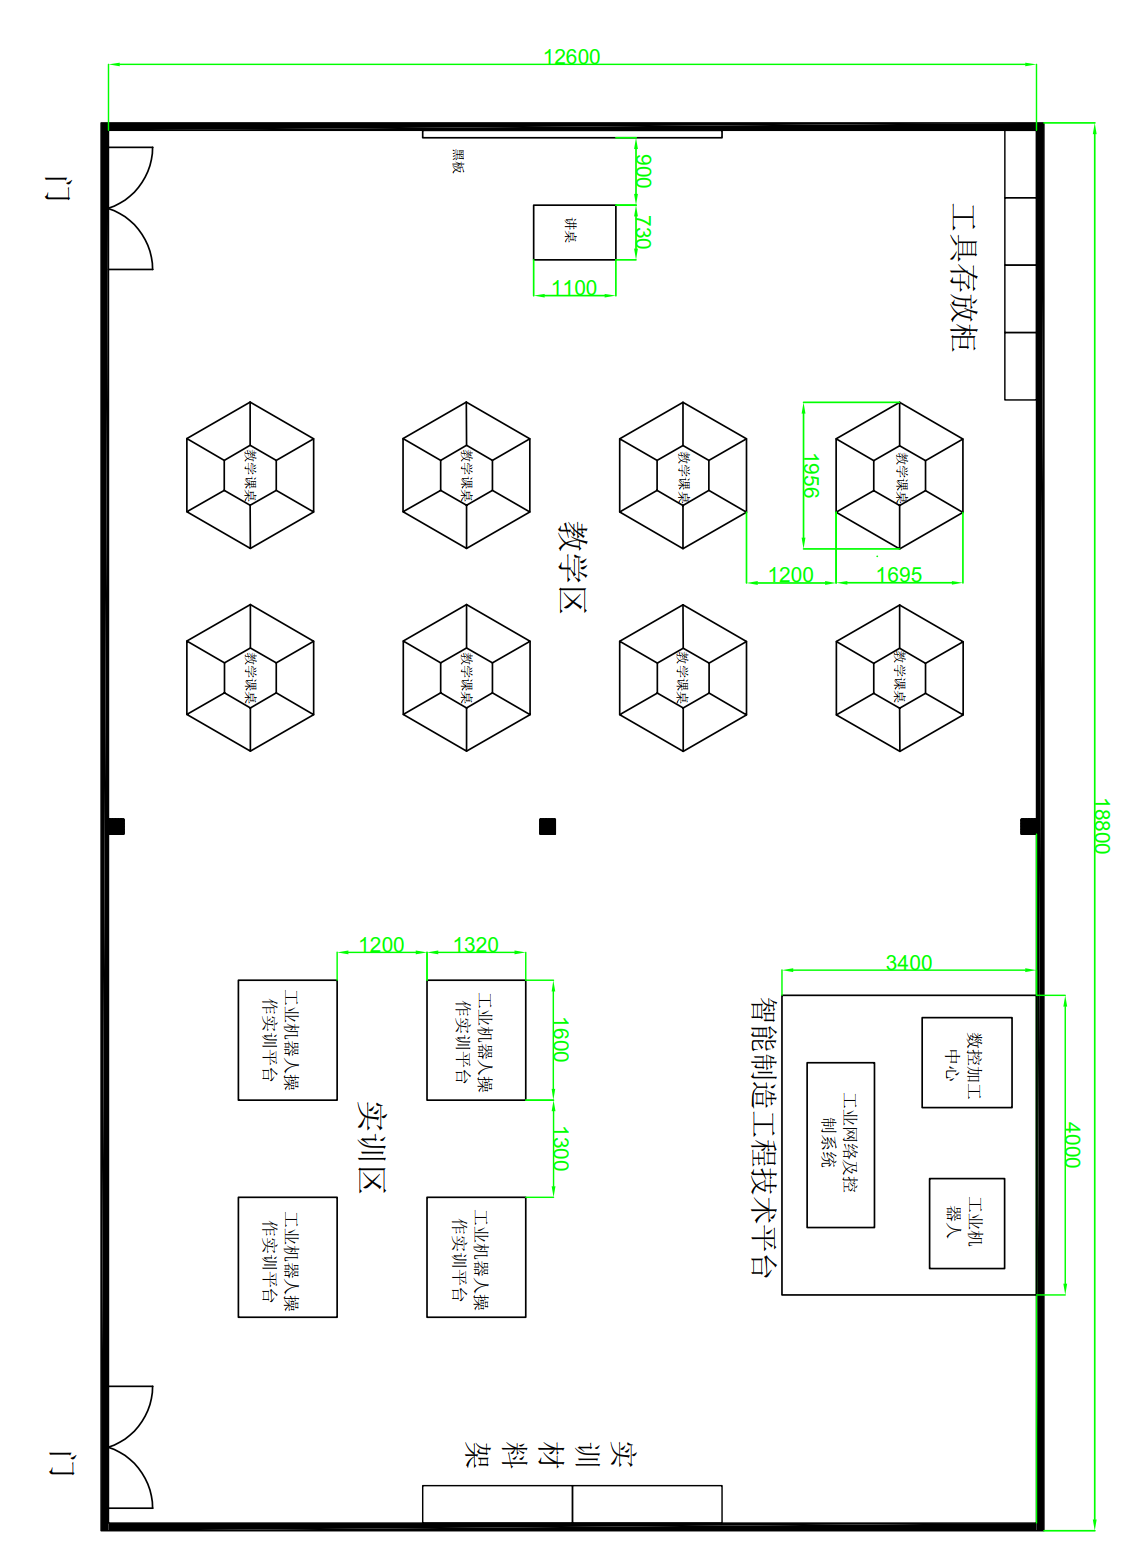 12600
门
黑板
900
讲桌
730
1100
工具存放柜
教学课桌
教学课桌
教学课桌
教学课桌
1956
1200
1695
教学区
教学课桌
教学课桌
教学课桌
教学课桌
18800
1200
1320
3400
工业机器人操
作实训平台
工业机器人操
作实训平台
1600
1300
智能制造工程技术平台
数控加工
中心
工业网络及控
制系统
工业机
器人
4000
实训区
工业机器人操
作实训平台
工业机器人操
作实训平台
实训材料架
门